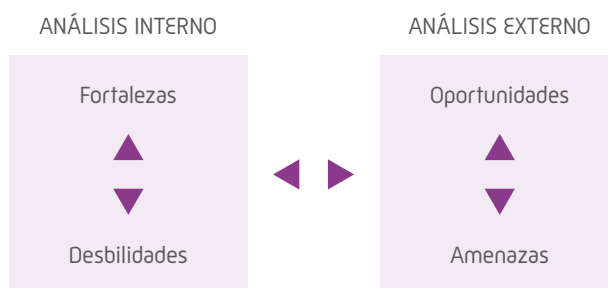 ANÁLISIS INTERNO
Fortalezas
Desbilidades
ANÁLISIS EXTERNO
Oportunidades
Amenazas